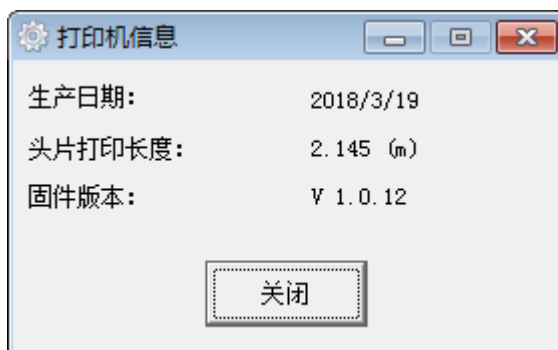 打印机信息
生产日期: 2018/3/19
头片打印长度: 2.145 (m)
固件版本: V 1.0.12
关闭